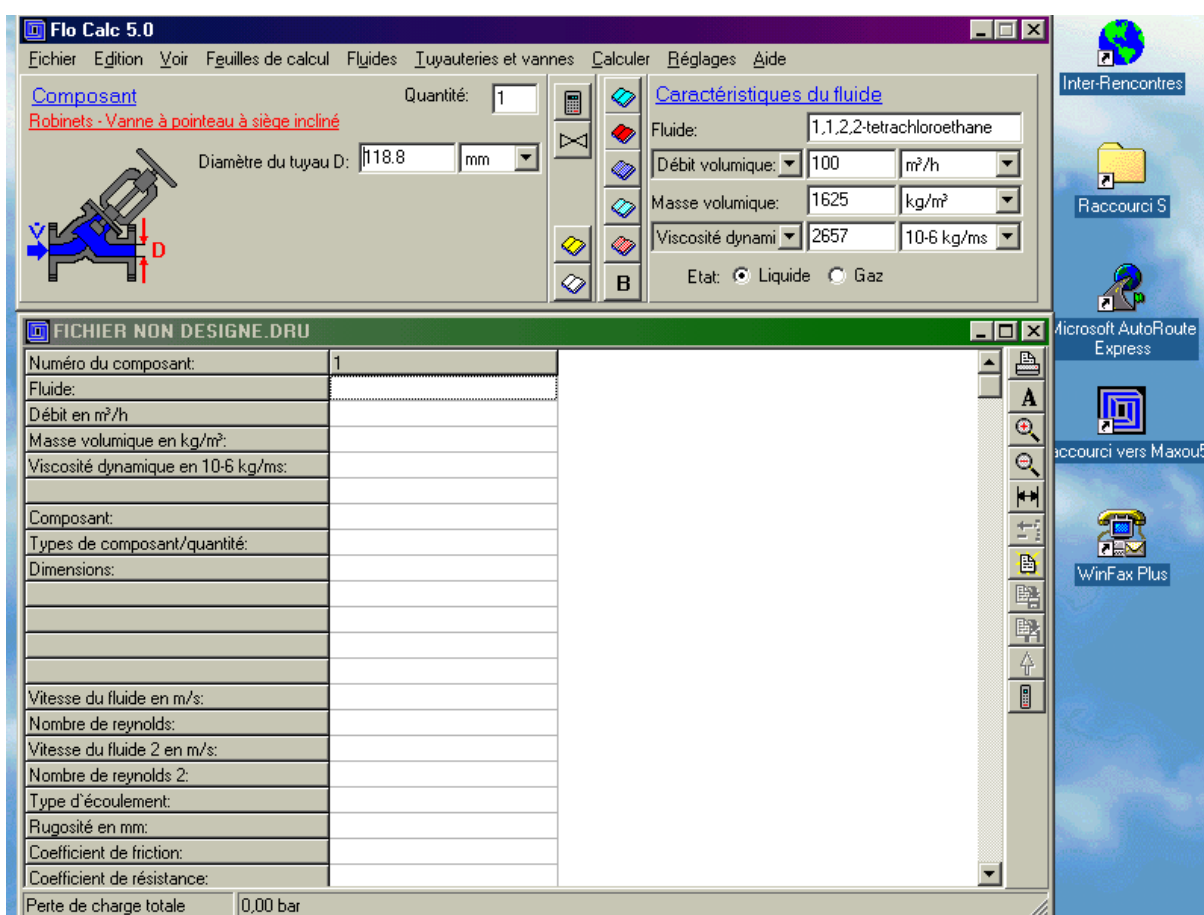 Flo Calc 5.0
Fichier Edition Voir Feuilles de calcul Fluides Tuyauteries et vannes Calculer Réglages Aide
Composant
Quantité: 1
Robinets - Vanne à pointeau à siège incliné
Diamètre du tuyau D: 118.8 mm
V
D
B
Caractéristiques du fluide
Fluide: 1,1,2,2-tetrachloroethane
Débit volumique: 100 m³/h
Masse volumique: 1625 kg/m³
Viscosité dynami 2657 10-6 kg/ms
Etat: Liquide Gaz
Inter-Rencontres
Raccourci S
Microsoft AutoRoute
Express
accourci vers Maxou5
WinFax Plus
FICHIER NON DESIGNE.DRU
Numéro du composant: 1
Fluide:
Débit en m³/h
Masse volumique en kg/m³:
Viscosité dynamique en 10-6 kg/ms:
Composant:
Types de composant/quantité:
Dimensions:
Vitesse du fluide en m/s:
Nombre de reynolds:
Vitesse du fluide 2 en m/s:
Nombre de reynolds 2:
Type d`écoulement:
Rugosité en mm:
Coefficient de friction:
Coefficient de résistance:
Perte de charge totale 0,00 bar
A